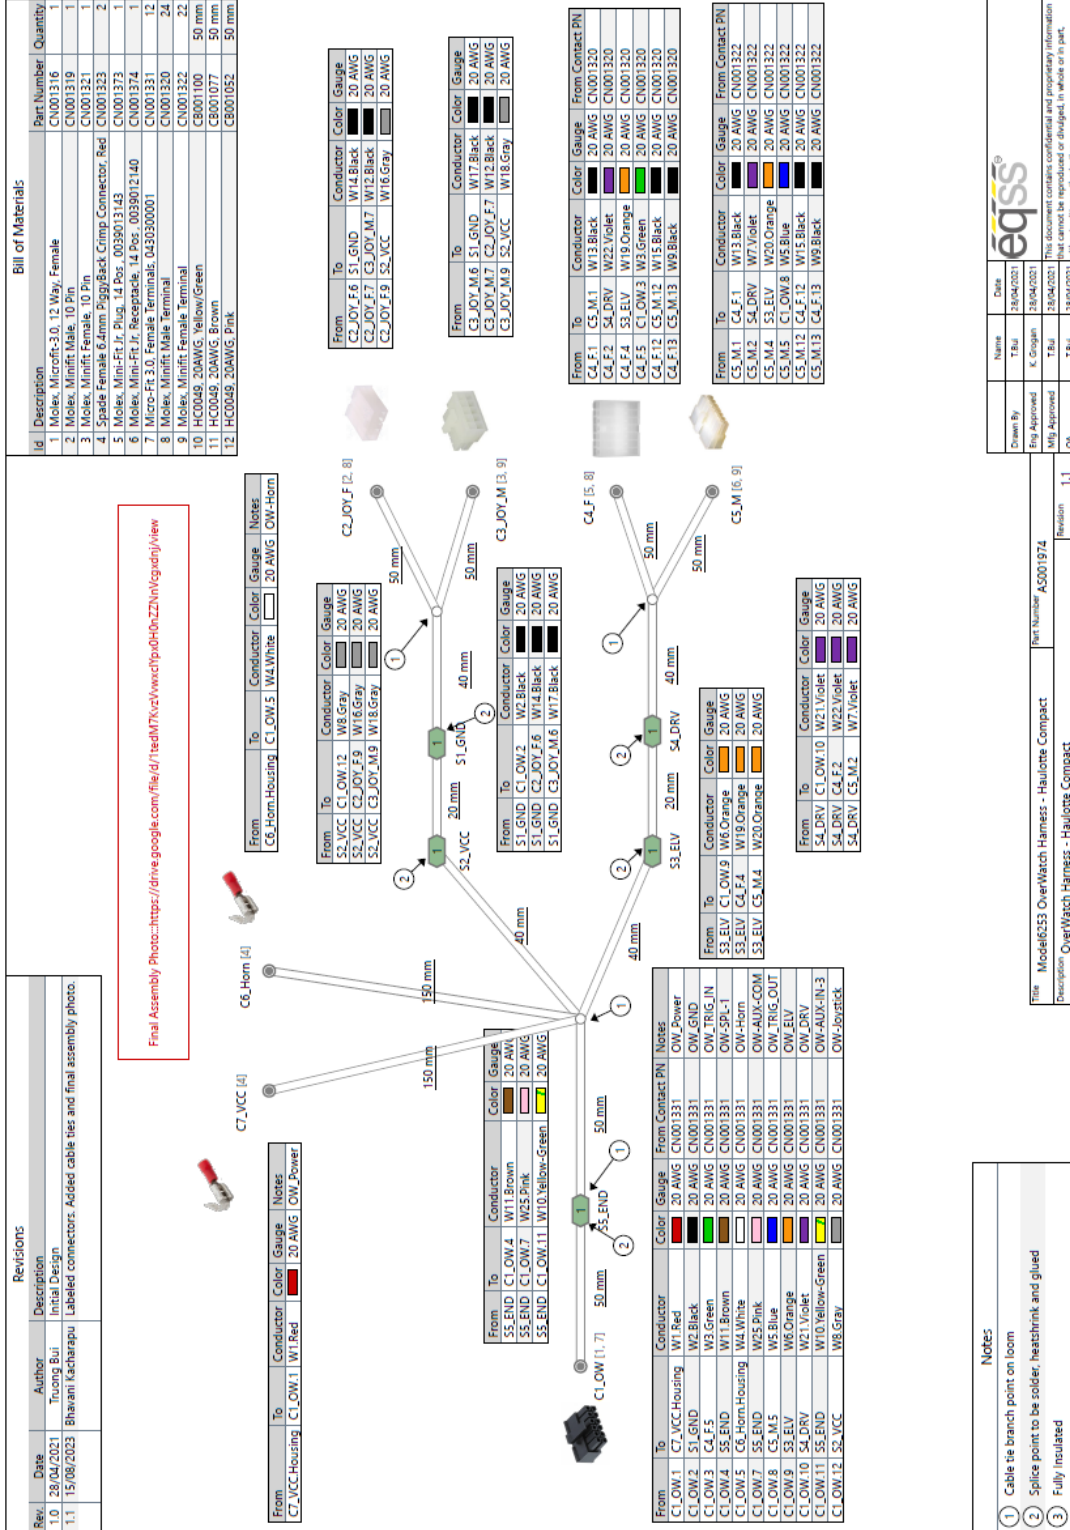 Revisions
Rev. Date Author Description
1.0 28/04/2021 Truong Bui Initial Design
1.1 15/08/2023 Bhavani Kacharapu Labeled connectors. Added cable ties and final assembly photo.
Bill of Materials
Id Description Part Number Quantity
1 Molex, Microfit-3.0, 12 Way, Female CN001316 1
2 Molex, Minifit Male, 10 Pin CN001319 1
3 Molex, Minifit Female, 10 Pin CN001321 1
4 Spade Female 6.4mm PiggyBack Crimp Connector, Red CN001323 2
5 Molex, Mini-Fit Jr, Plug, 14 Pos , 0039013143 CN001373 1
6 Molex, Mini-Fit Jr, Receptacle, 14 Pos , 0039012140 CN001374 1
7 Micro-Fit 3.0, Female Terminals, 0430300001 CN001331 12
8 Molex, Minifit Male Terminal CN001320 24
9 Molex, Minifit Female Terminal CN001322 22
10 HC0049, 20AWG, Yellow/Green CB001100 50 mm
11 HC0049, 20AWG, Brown CB001077 50 mm
12 HC0049, 20AWG, Pink CB001052 50 mm
Final Assembly Photo:::https://drive.google.com/file/d/
From To Conductor Color Gauge Notes
C7_VCC.Housing C1_OW.1 W1.Red 20 AWG OW_Power
C7_VCC [4]
C6_Horn [4]
From To Conductor Color Gauge Notes
C6_Horn.Housing C1_OW.5 W4.White 20 AWG OW-Horn
From To Conductor Color Gauge
S2_VCC C1_OW.12 W8.Gray 20 AWG
S2_VCC C2_JOY_F.9 W16.Gray 20 AWG
S2_VCC C3_JOY_M.9 W18.Gray 20 AWG
C2_JOY_F [2, 8]
From To Conductor Color Gauge
C2_JOY_F.6 S1_GND W14.Black 20 AWG
C2_JOY_F.7 C3_JOY_M.7 W12.Black 20 AWG
C2_JOY_F.9 S2_VCC W16.Gray 20 AWG
C3_JOY_M [3, 9]
From To Conductor Color Gauge
C3_JOY_M.6 S1_GND W17.Black 20 AWG
C3_JOY_M.7 C2_JOY_F.7 W12.Black 20 AWG
C3_JOY_M.9 S2_VCC W18.Gray 20 AWG
150 mm
150 mm
40 mm
2
1
S2_VCC
20 mm
1
S1_GND
2
40 mm
1
50 mm
50 mm
From To Conductor Color Gauge
S1_GND C1_OW.2 W2.Black 20 AWG
S1_GND C2_JOY_F.6 W14.Black 20 AWG
S1_GND C3_JOY_M.6 W17.Black 20 AWG
From To Conductor Color Gauge
S5_END C1_OW.4 W11.Brown 20 AWG
S5_END C1_OW.7 W25.Pink 20 AWG
S5_END C1_OW.11 W10.Yellow-Green 20 AWG
C1_OW [1, 7]
50 mm
1
S5_END
2
1
50 mm
1
40 mm
2
1
S3_ELV
20 mm
2
1
S4_DRV
40 mm
1
50 mm
50 mm
C4_F [5, 8]
From To Conductor Color Gauge From Contact PN
C4_F.1 C5_M.1 W13.Black 20 AWG CN001320
C4_F.2 S4_DRV W22.Violet 20 AWG CN001320
C4_F.4 S3_ELV W19.Orange 20 AWG CN001320
C4_F.5 C1_OW.3 W3.Green 20 AWG CN001320
C4_F.12 C5_M.12 W15.Black 20 AWG CN001320
C4_F.13 C5_M.13 W9.Black 20 AWG CN001320
C5_M [6, 9]
From To Conductor Color Gauge From Contact PN
C5_M.1 C4_F.1 W13.Black 20 AWG CN001322
C5_M.2 S4_DRV W7.Violet 20 AWG CN001322
C5_M.4 S3_ELV W20.Orange 20 AWG CN001322
C5_M.5 C1_OW.8 W5.Blue 20 AWG CN001322
C5_M.12 C4_F.12 W15.Black 20 AWG CN001322
C5_M.13 C4_F.13 W9.Black 20 AWG CN001322
From To Conductor Color Gauge From Contact PN Notes
C1_OW.1 C7_VCC.Housing W1.Red 20 AWG CN001331 OW_Power
C1_OW.2 S1_GND W2.Black 20 AWG CN001331 OW_GND
C1_OW.3 C4_F.5 W3.Green 20 AWG CN001331 OW_TRIG_IN
C1_OW.4 S5_END W11.Brown 20 AWG CN001331 OW-SPL-1
C1_OW.5 C6_Horn.Housing W4.White 20 AWG CN001331 OW-Horn
C1_OW.7 S5_END W25.Pink 20 AWG CN001331 OW-AUX-COM
C1_OW.8 C5_M.5 W5.Blue 20 AWG CN001331 OW_TRIG_OUT
C1_OW.9 S3_ELV W6.Orange 20 AWG CN001331 OW_ELV
C1_OW.10 S4_DRV W21.Violet 20 AWG CN001331 OW_DRV
C1_OW.11 S5_END W10.Yellow-Green 20 AWG CN001331 OW-AUX-IN-3
C1_OW.12 S2_VCC W8.Gray 20 AWG CN001331 OW-Joystick
From To Conductor Color Gauge
S3_ELV C1_OW.9 W6.Orange 20 AWG
S3_ELV C4_F.4 W19.Orange 20 AWG
S3_ELV C5_M.4 W20.Orange 20 AWG
From To Conductor Color Gauge
S4_DRV C1_OW.10 W21.Violet 20 AWG
S4_DRV C4_F.2 W22.Violet 20 AWG
S4_DRV C5_M.2 W7.Violet 20 AWG
Notes
1 Cable tie branch point on loom
2 Splice point to be solder, heatshrink and glued
3 Fully Insulated
Title Model6253 OverWatch Harness - Haulotte Compact
Part Number AS001974
Description OverWatch Harness - Haulotte Compact
Revision 1.1
Name Date
Drawn By T.Bui 28/04/2021
Eng Approved K. Grogan 28/04/2021
Mfg Approved T.Bui 28/04/2021
QA T.Bui 28/04/2021
eqss
This document contains confidential and proprietary information
that cannot be reproduced or divulged, in whole or in part,